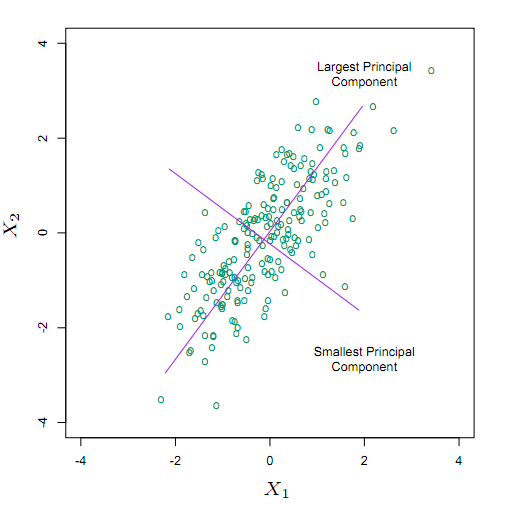 Largest Principal
Component
Smallest Principal
Component
4
2
0
-2
-4
X2
-4
-2
0
2
4
X1